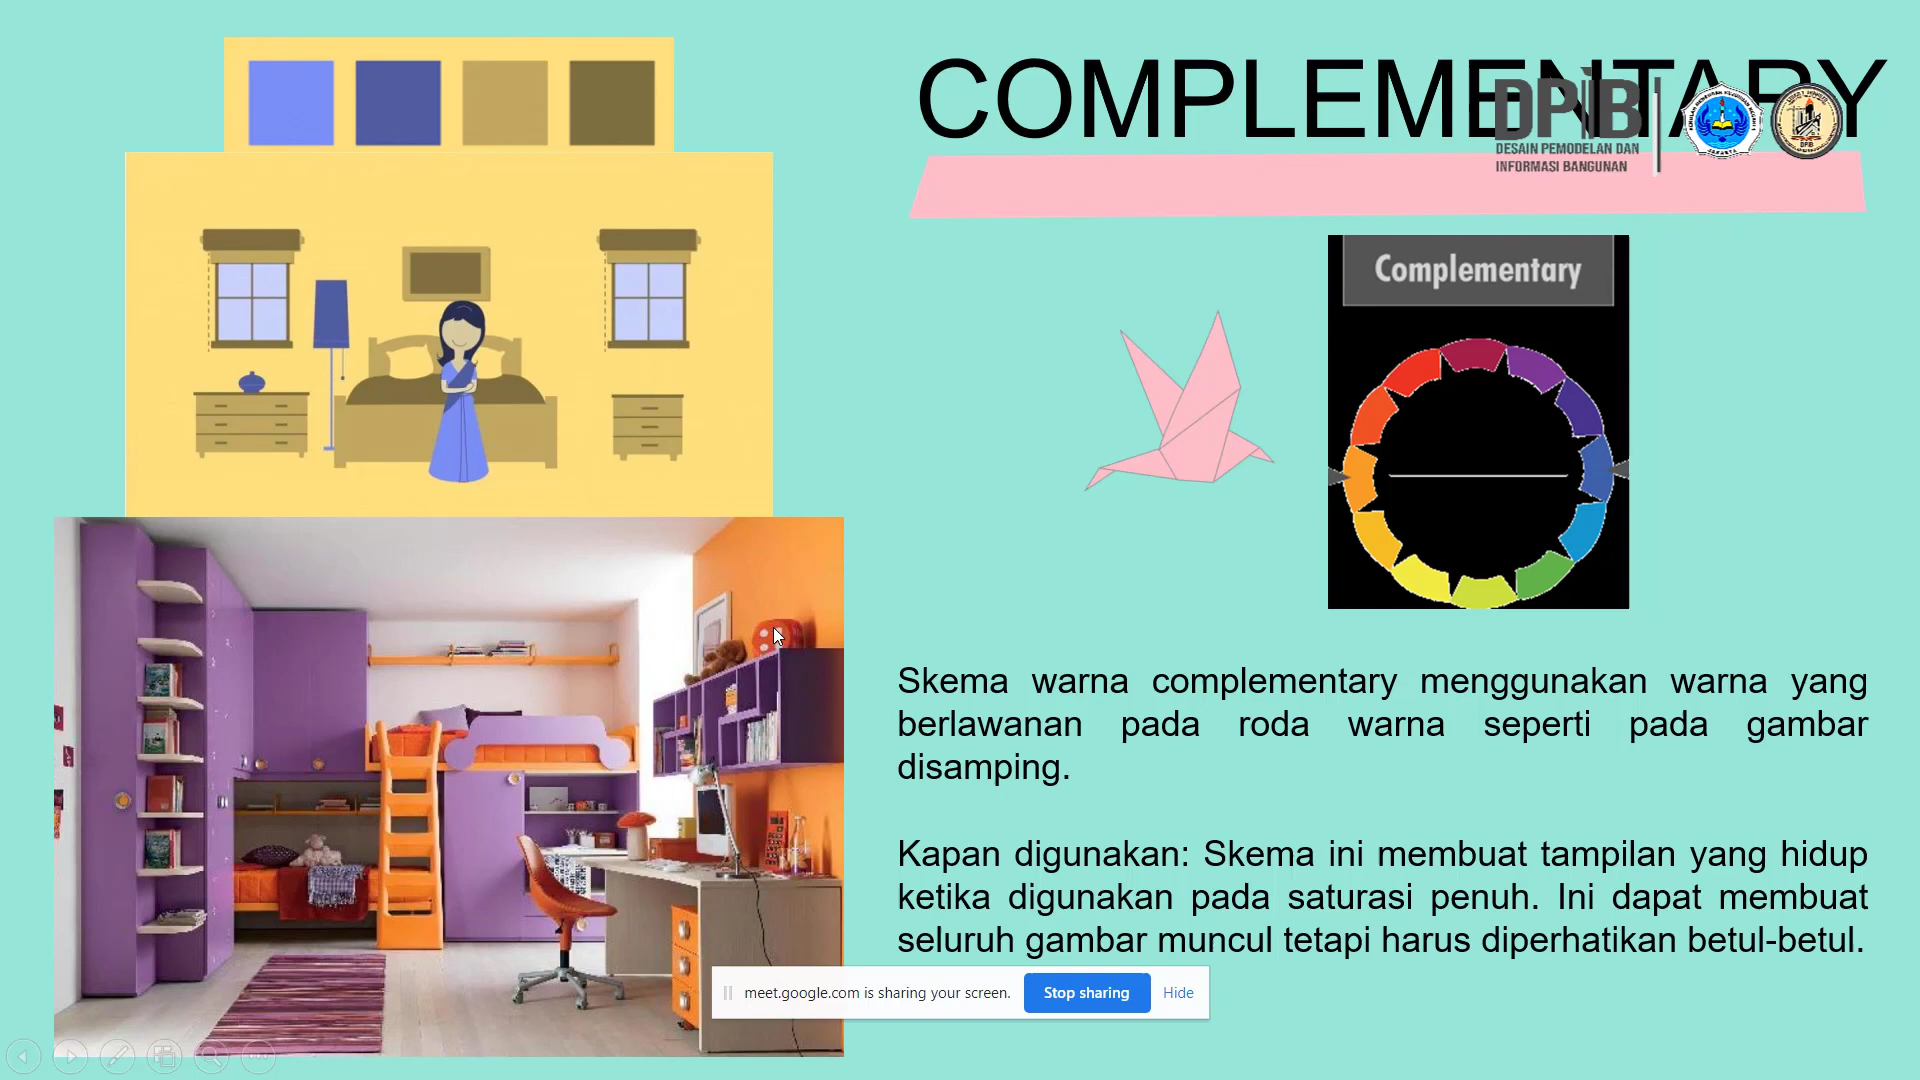 COMPLEMENTARY
DPIB
DESAIN PEMODELAN DAN
INFORMASI BANGUNAN
Complementary
Skema warna complementary menggunakan warna yang
berlawanan pada roda warna seperti pada gambar
disamping.
Kapan digunakan: Skema ini membuat tampilan yang hidup
ketika digunakan pada saturasi penuh. Ini dapat membuat
seluruh gambar muncul tetapi harus diperhatikan betul-betul.
meet.google.com is sharing your screen.
Stop sharing
Hide